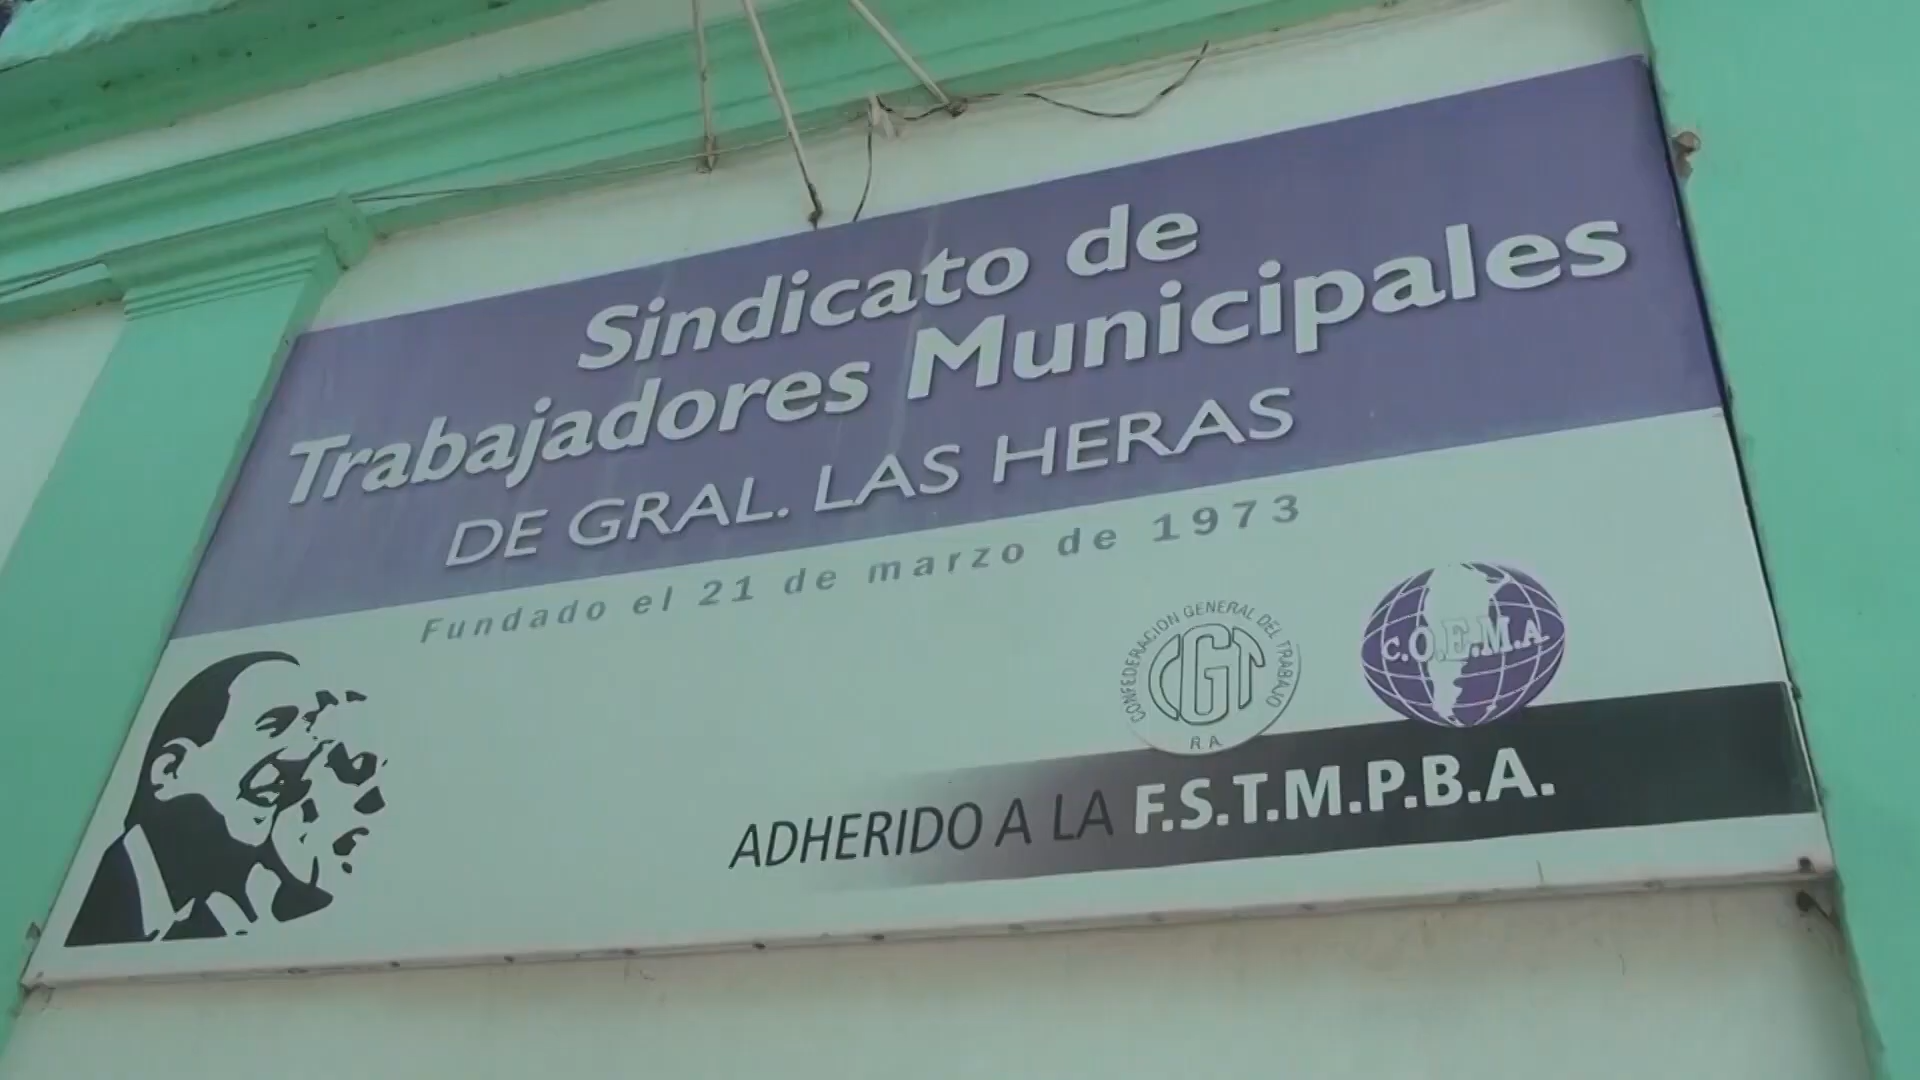 Sindicato de
Trabajadores Municipales
DE GRAL. LAS HERAS
Fundado el 21 de marzo de 1973
CONFEDERACION GENERAL DEL TRABAJO
CGT
R A
C.O.E.M.A
ADHERIDO A LA F.S.T.M.P.B.A.